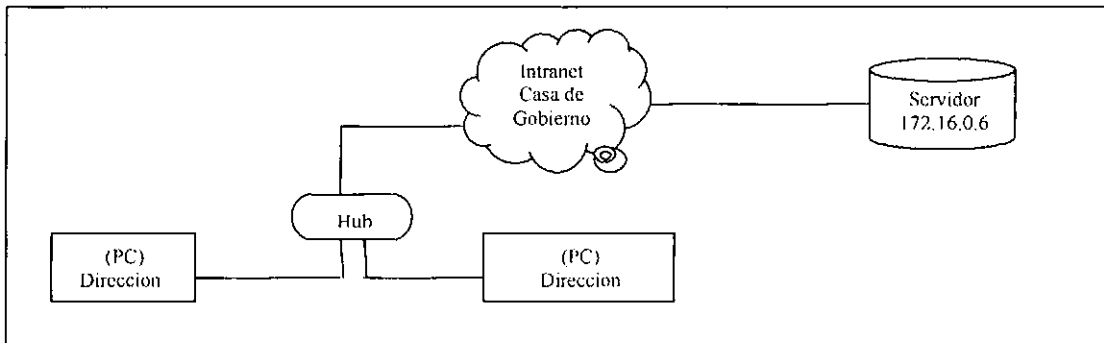 Intranet
Casa de
Gobierno
Servidor
172.16.0.6
Hub
(PC)
Direccion
(PC)
Direccion